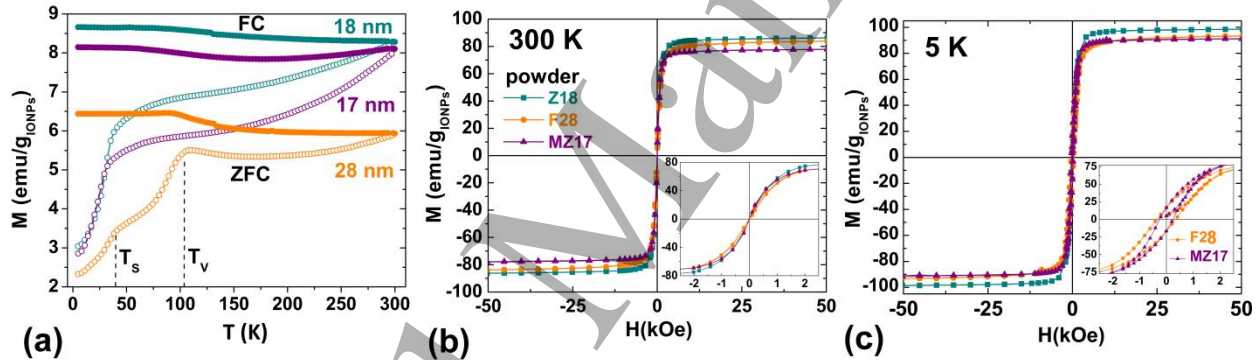 FC
18 nm
17 nm
ZFC
28 nm
T_S
T_V
9
8
7
6
5
4
3
2
0 50 100 150 200 250 300
M (emu/g_IONPs)
T (K)
(a)
300 K
powder
Z18
F28
MZ17
100
80
60
40
20
0
-20
-40
-60
-80
-100
-50 -25 0 25 50
M (emu/g_IONPs)
H(kOe)
80
40
0
-40
-80
-2 -1 0 1 2
(b)
5 K
100
80
60
40
20
0
-20
-40
-60
-80
-100
-50 -25 0 25 50
M (emu/g_IONPs)
H(kOe)
75
50
25
0
-25
-50
-75
-2 -1 0 1 2
F28
MZ17
(c)